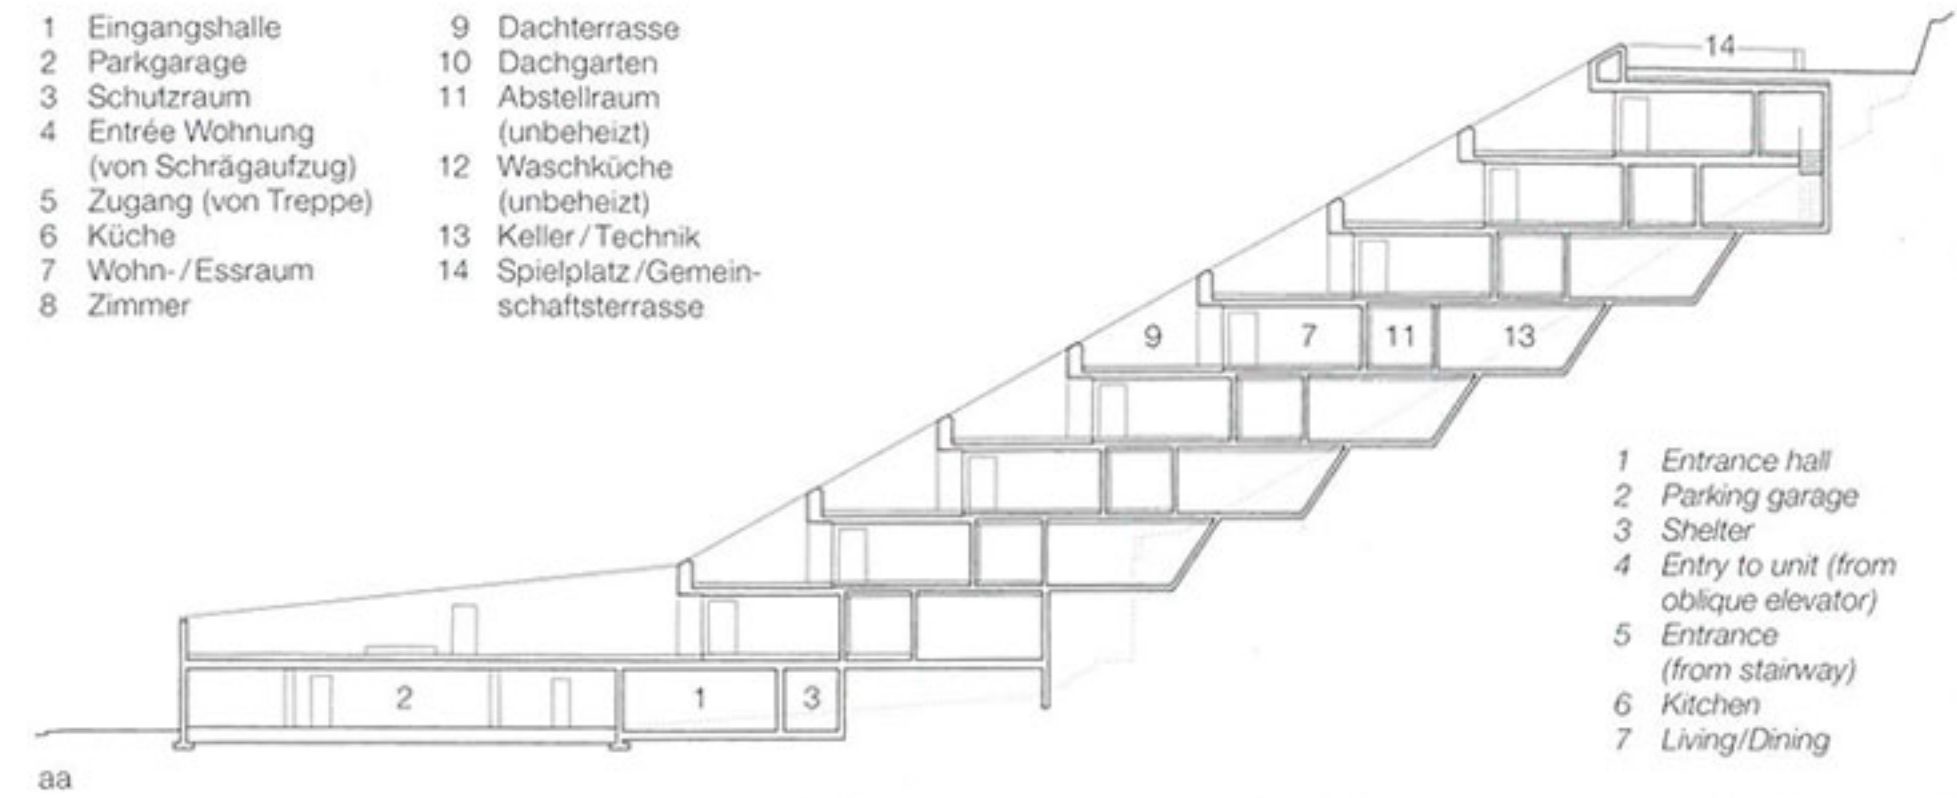 1 Eingangshalle
2 Parkgarage
3 Schutzraum
4 Entrée Wohnung
(von Schrägaufzug)
5 Zugang (von Treppe)
6 Küche
7 Wohn-/Essraum
8 Zimmer
9 Dachterrasse
10 Dachgarten
11 Abstellraum
(unbeheizt)
12 Waschküche
(unbeheizt)
13 Keller/Technik
14 Spielplatz/Gemein-
schaftsterrasse
14
9 7 11 13
2 1 3
1 Entrance hall
2 Parking garage
3 Shelter
4 Entry to unit (from
oblique elevator)
5 Entrance
(from stairway)
6 Kitchen
7 Living/Dining
aa